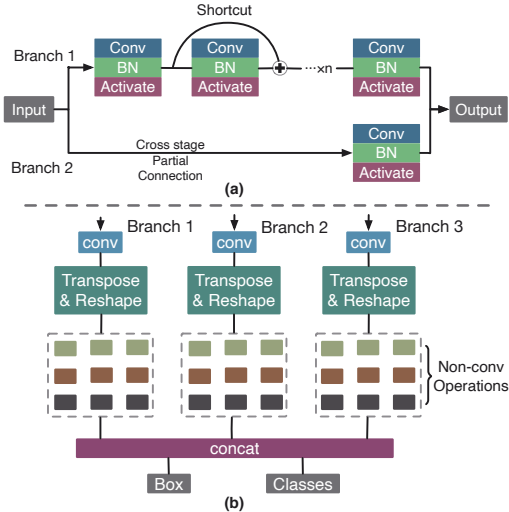 Shortcut
Branch 1
Conv
BN
Activate
Conv
BN
Activate
···×n
Conv
BN
Activate
Input
Output
Cross stage
Partial
Connection
Branch 2
Conv
BN
Activate
(a)
Branch 1
Branch 2
Branch 3
conv
conv
conv
Transpose
& Reshape
Transpose
& Reshape
Transpose
& Reshape
Non-conv
Operations
concat
Box
Classes
(b)